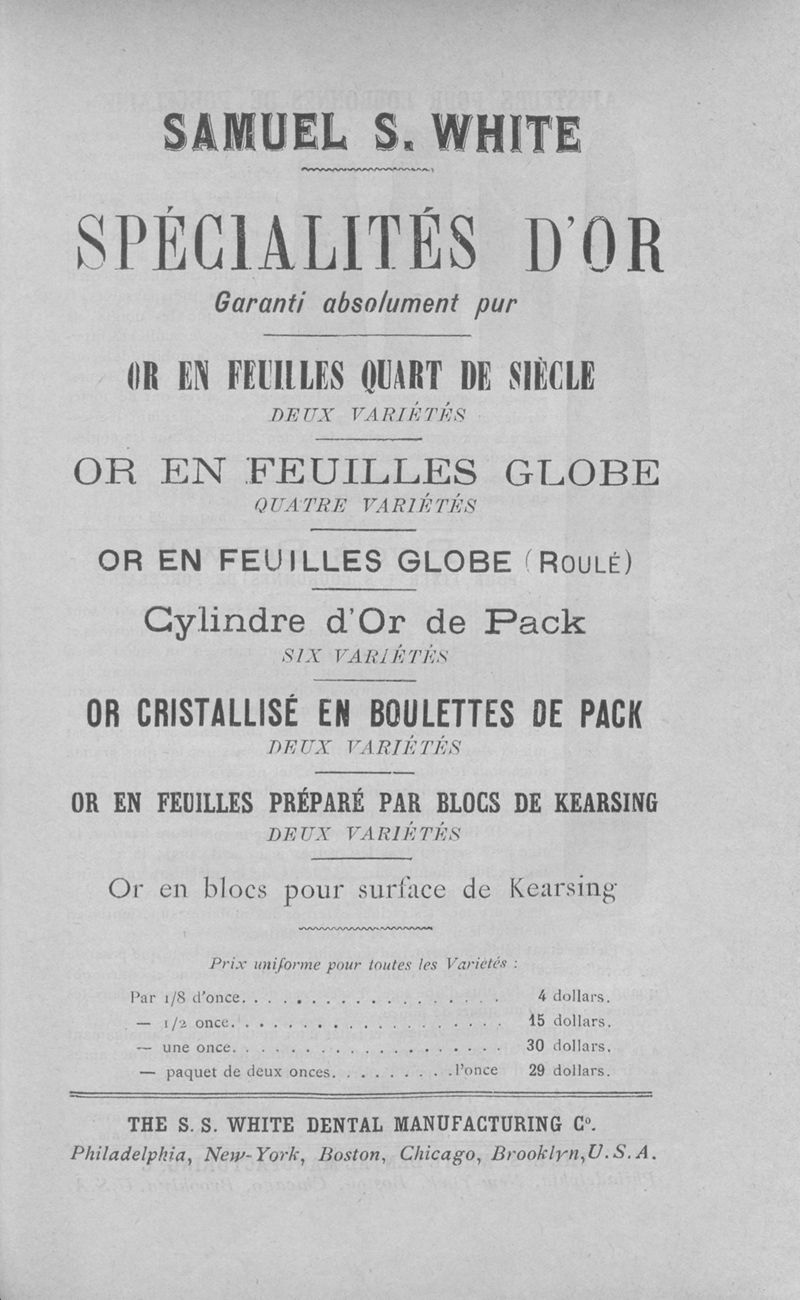 SAMUEL S. WHITE
SPÉCIALITÉS D'OR
Garanti absolument pur
OR EN FEUILLES QUART DE SIÈCLE
DEUX VARIÉTÉS
OR EN FEUILLES GLOBE
QUATRE VARIÉTÉS
OR EN FEUILLES GLOBE (ROULÉ)
Cylindre d'Or de Pack
SIX VARIÉTÉS
OR CRISTALLISÉ EN BOULETTES DE PACK
DEUX VARIÉTÉS
OR EN FEUILLES PRÉPARÉ PAR BLOCS DE KEARSING
DEUX VARIÉTÉS
Or en blocs pour surface de Kearsing
Prix uniforme pour toutes les Variétés :
Par 1/8 d'once. . . . . . . . . . . . . . . . . . 4 dollars.
— 1/2 once. . . . . . . . . . . . . . . . . . . 15 dollars.
— une once. . . . . . . . . . . . . . . . . . . 30 dollars.
— paquet de deux onces. . . . . . . . .l'once 29 dollars.
THE S. S. WHITE DENTAL MANUFACTURING Cº.
Philadelphia, New-York, Boston, Chicago, Brooklyn, U.S.A.